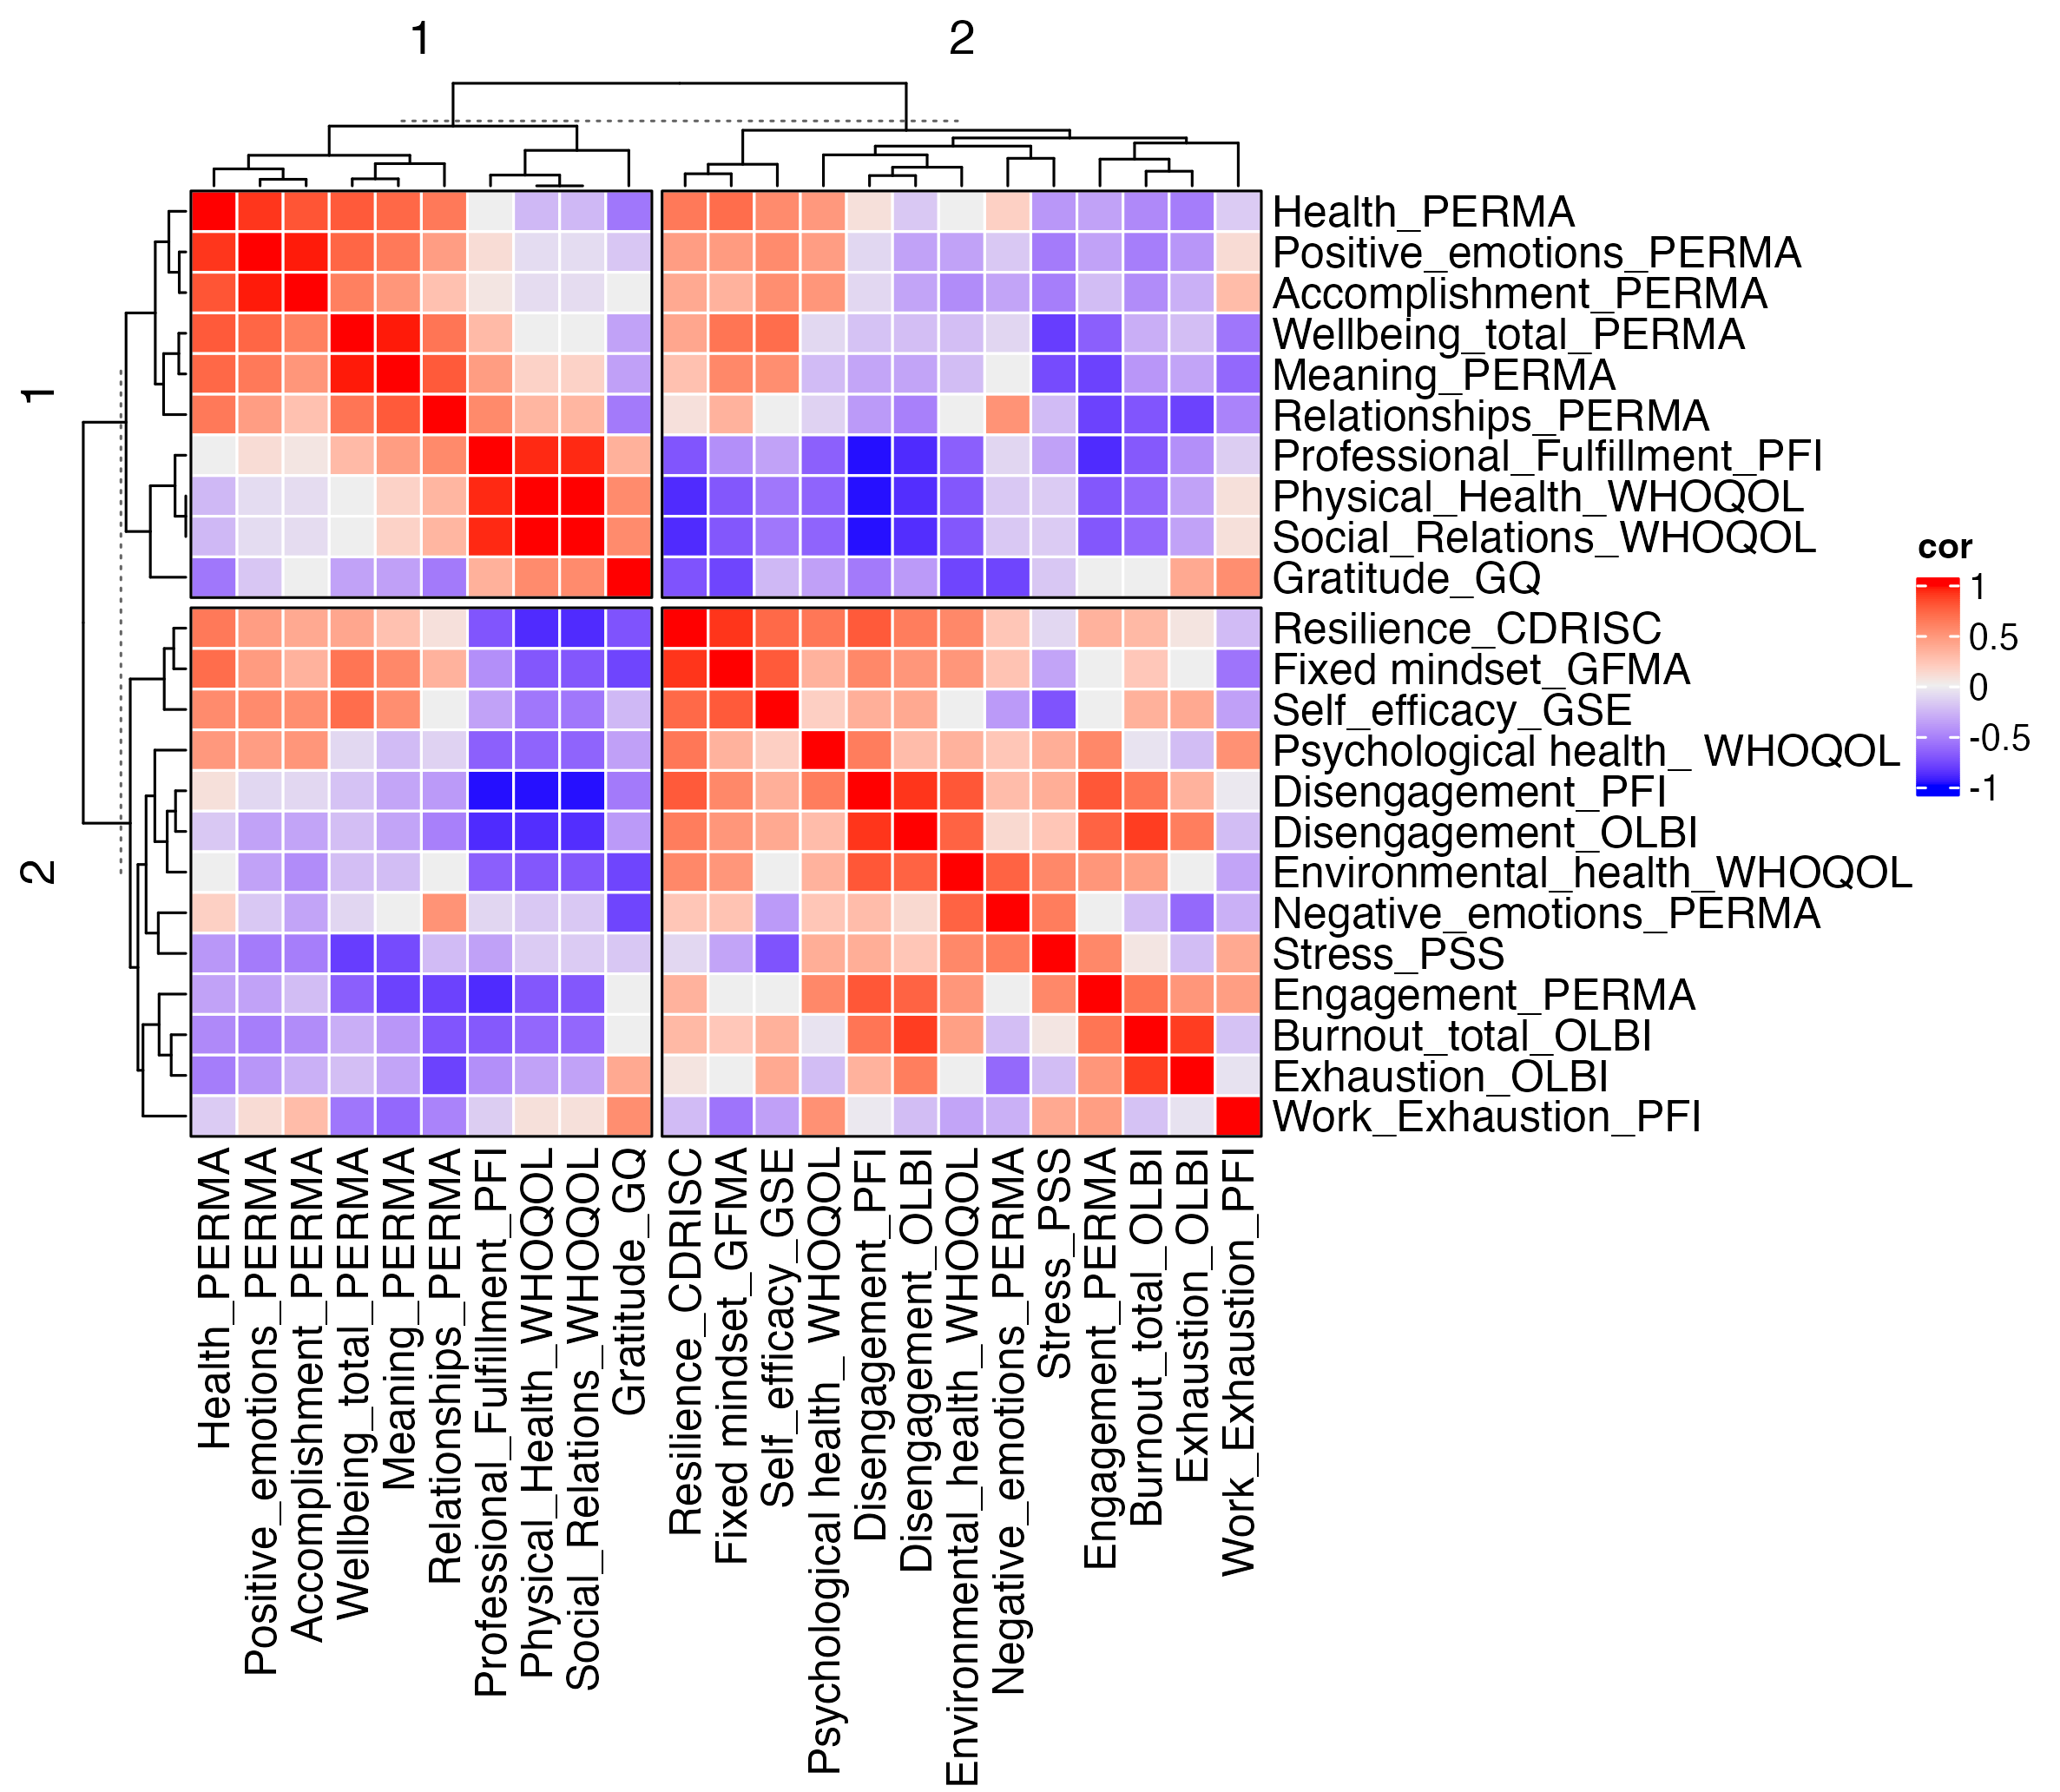 1
2
1
2
Health_PERMA
Positive_emotions_PERMA
Accomplishment_PERMA
Wellbeing_total_PERMA
Meaning_PERMA
Relationships_PERMA
Professional_Fulfillment_PFI
Physical_Health_WHOQOL
Social_Relations_WHOQOL
Gratitude_GQ
Resilience_CDRISC
Fixed mindset_GFMA
Self_efficacy_GSE
Psychological health_ WHOQOL
Disengagement_PFI
Disengagement_OLBI
Environmental_health_WHOQOL
Negative_emotions_PERMA
Stress_PSS
Engagement_PERMA
Burnout_total_OLBI
Exhaustion_OLBI
Work_Exhaustion_PFI
cor
1
0.5
0
-0.5
-1
Health_PERMA
Positive_emotions_PERMA
Accomplishment_PERMA
Wellbeing_total_PERMA
Meaning_PERMA
Relationships_PERMA
Professional_Fulfillment_PFI
Physical_Health_WHOQOL
Social_Relations_WHOQOL
Gratitude_GQ
Resilience_CDRISC
Fixed mindset_GFMA
Self_efficacy_GSE
Psychological health_ WHOQOL
Disengagement_PFI
Disengagement_OLBI
Environmental_health_WHOQOL
Negative_emotions_PERMA
Stress_PSS
Engagement_PERMA
Burnout_total_OLBI
Exhaustion_OLBI
Work_Exhaustion_PFI